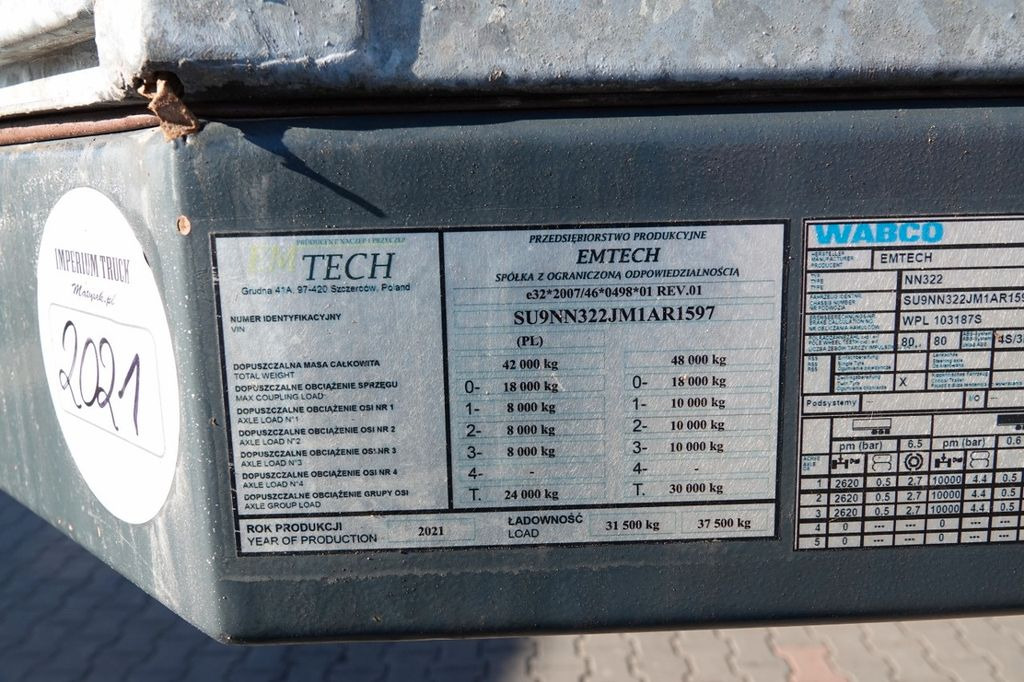 IMPERIUM TRUCK
Matysek.pl
2021
PRODUCENT NACZEP I PRZYCZEP
EMTECH
Grudna 41A, 97-420 Szczerców, Poland
PRZEDSIĘBIORSTWO PRODUKCYJNE
EMTECH
SPÓŁKA Z OGRANICZONĄ ODPOWIEDZIALNOŚCIĄ
e32*2007/46*0498*01 REV.01
NUMER IDENTYFIKACYJNY
VIN
SU9NN322JM1AR1597
(PL)
DOPUSZCZALNA MASA CAŁKOWITA 42 000 kg 48 000 kg
TOTAL WEIGHT
DOPUSZCZALNE OBCIĄŻENIE SPRZĘGU 0- 18 000 kg 0- 18 000 kg
MAX COUPLING LOAD
DOPUSZCZALNE OBCIĄŻENIE OSI NR 1 1- 8 000 kg 1- 10 000 kg
AXLE LOAD N°1
DOPUSZCZALNE OBCIĄŻENIE OSI NR 2 2- 8 000 kg 2- 10 000 kg
AXLE LOAD N°2
DOPUSZCZALNE OBCIĄŻENIE OSI NR 3 3- 8 000 kg 3- 10 000 kg
AXLE LOAD N°3
DOPUSZCZALNE OBCIĄŻENIE OSI NR 4 4- - 4- -
AXLE LOAD N°4
DOPUSZCZALNE OBCIĄŻENIE GRUPY OSI T. 24 000 kg T. 30 000 kg
AXLE GROUP LOAD
ROK PRODUKCJI 2021 ŁADOWNOŚĆ 31 500 kg 37 500 kg
YEAR OF PRODUCTION LOAD
WABCO
HERSTELLER
MANUFACTURER
PRODUCENT
EMTECH
TYP
TYPE
NN322
SU9NN322JM1AR159
WPL 103187S
80 80 4S/3
X
Podsystemy -- I/O --
pm (bar) 6.5 pm (bar) 0.6
1 2620 0.5 2.7 10000 4.4 0.5
2 2620 0.5 2.7 10000 4.4 0.5
3 2620 0.5 2.7 10000 4.4 0.5
4 0 --- --- 0 --- ---
5 0 --- --- 0 --- ---